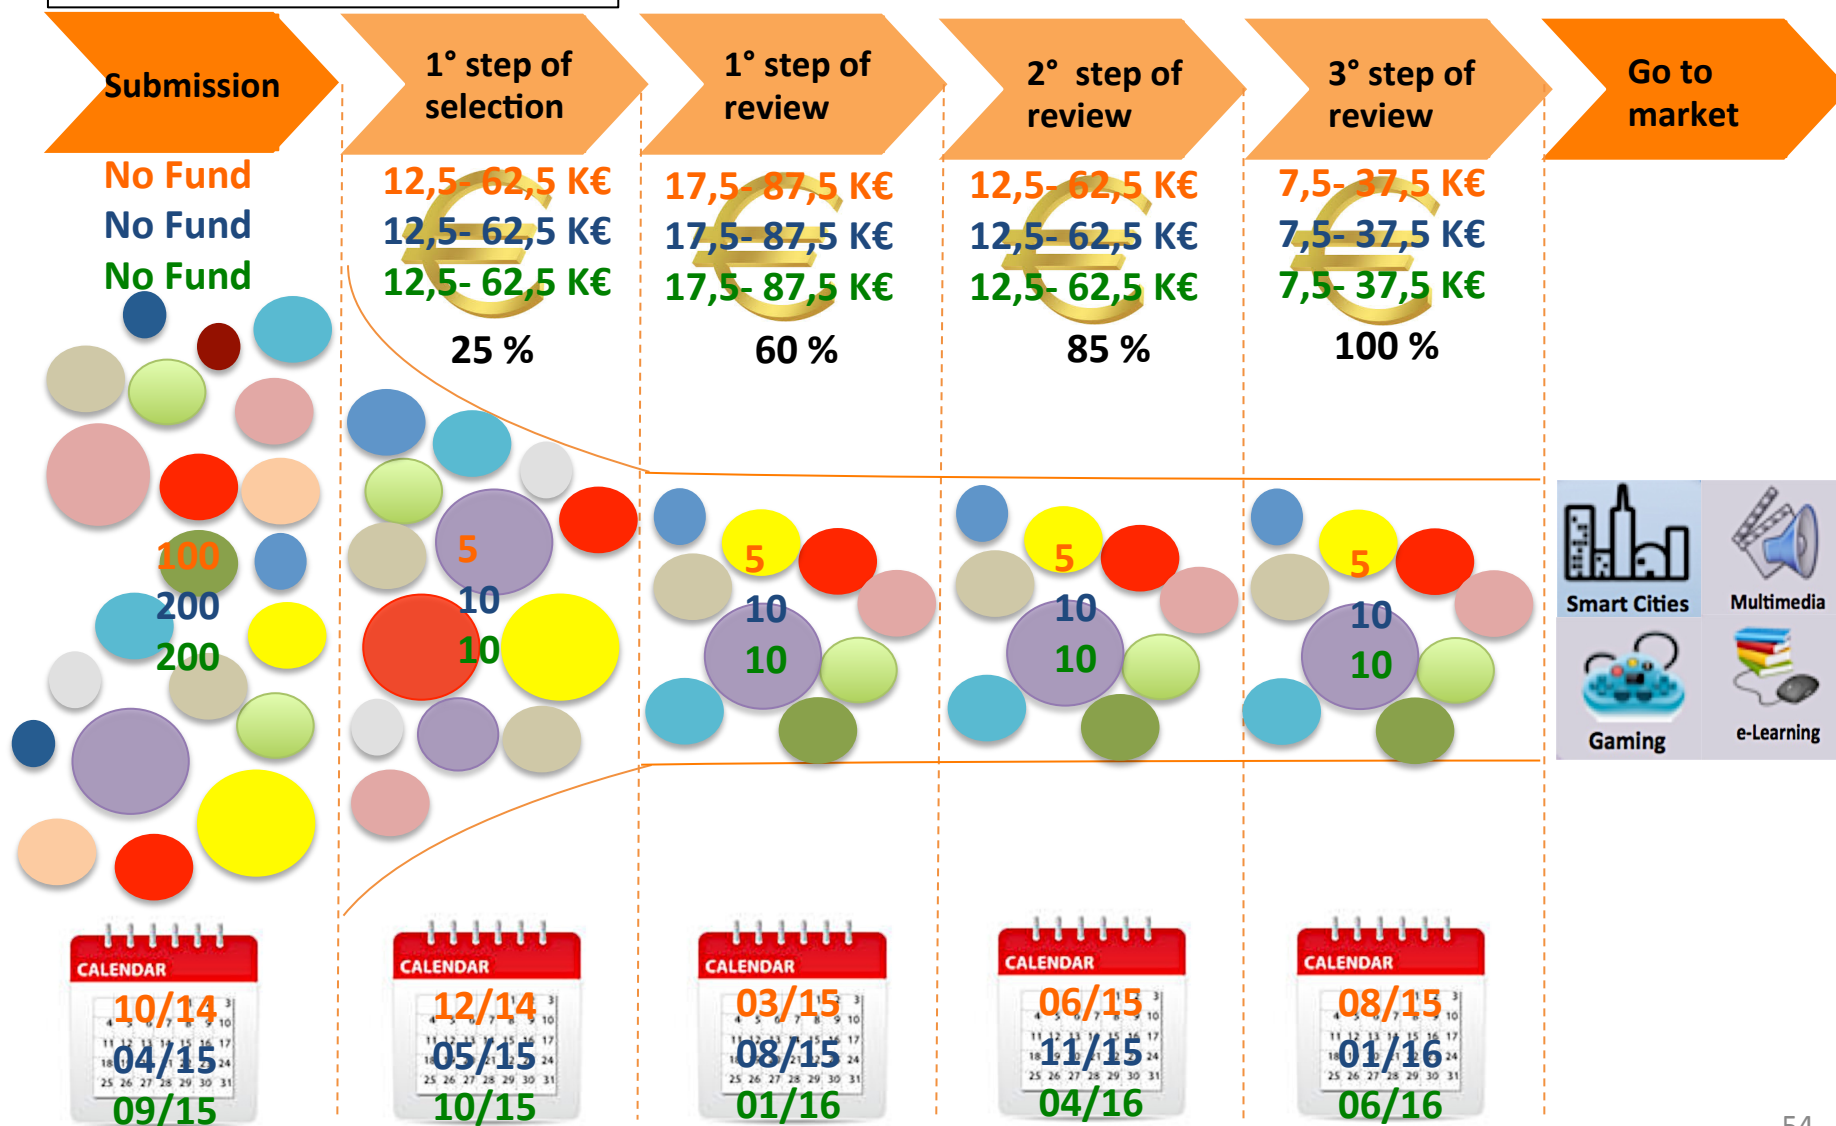 Submission
1° step of
selection
1° step of
review
2° step of
review
3° step of
review
Go to
market
No Fund
No Fund
No Fund
12,5- 62,5 K€
12,5- 62,5 K€
12,5- 62,5 K€
25 %
17,5- 87,5 K€
17,5- 87,5 K€
17,5- 87,5 K€
60 %
12,5- 62,5 K€
12,5- 62,5 K€
12,5- 62,5 K€
85 %
7,5- 37,5 K€
7,5- 37,5 K€
7,5- 37,5 K€
100 %
100
200
200
5
10
10
5
10
10
5
10
10
5
10
10
Smart Cities
Multimedia
Gaming
e-Learning
CALENDAR
10/14
04/15
09/15
CALENDAR
12/14
05/15
10/15
CALENDAR
03/15
08/15
01/16
CALENDAR
06/15
11/15
04/16
CALENDAR
08/15
01/16
06/16
54